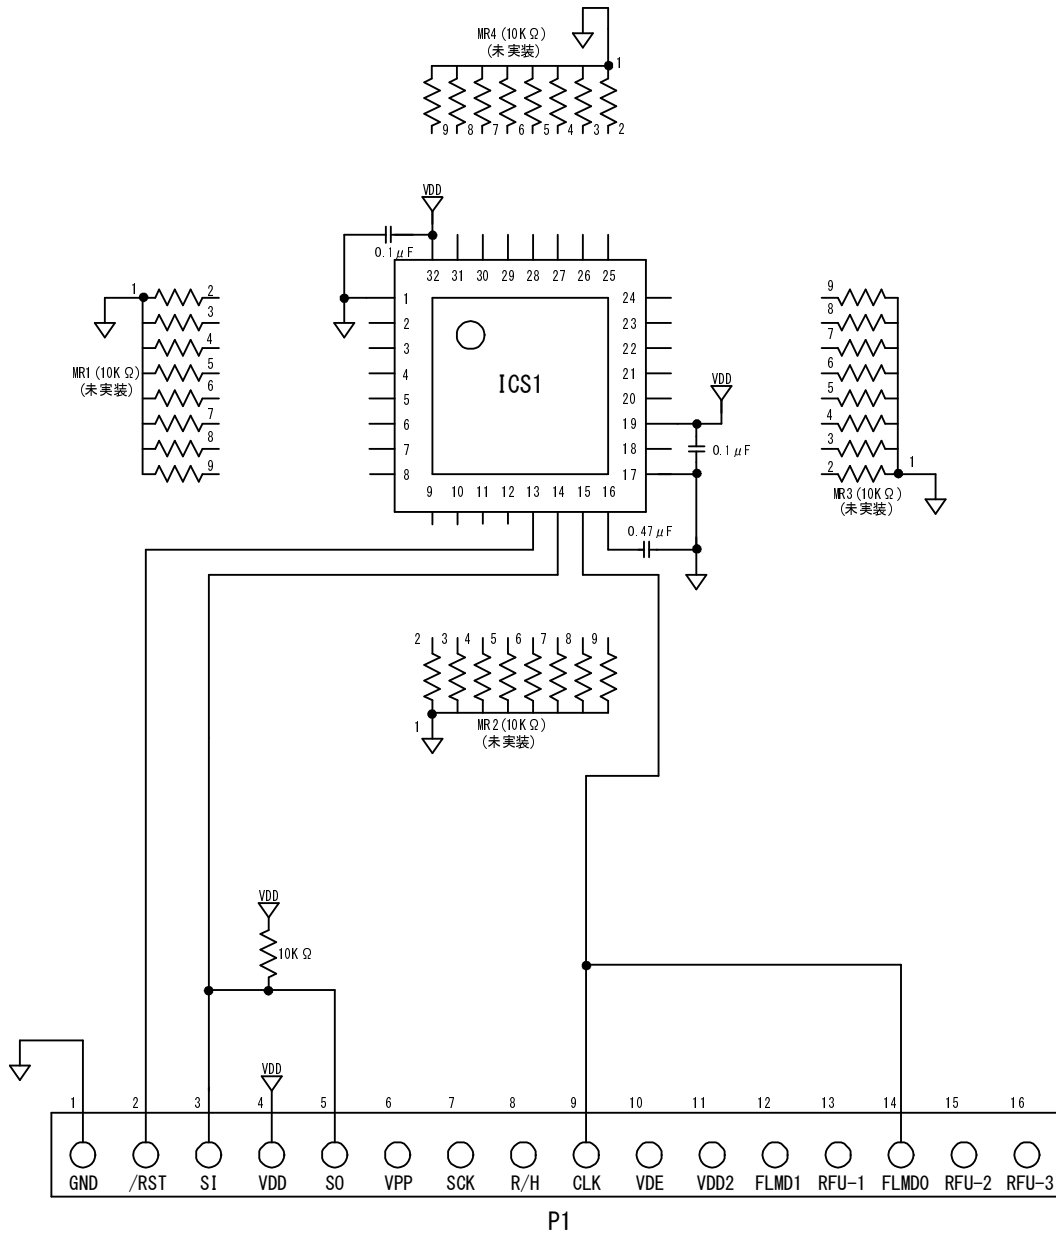 MR4(10KΩ)
(未実装)
1
9 8 7 6 5 4 3 2
VDD
0.1μF
32 31 30 29 28 27 26 25
1 2 3 4 5 6 7 8
24 23 22 21 20 19 18 17
9 10 11 12 13 14 15 16
ICS1
1
2 3 4 5 6 7 8 9
MR1(10KΩ)
(未実装)
VDD
0.1μF
0.47μF
9 8 7 6 5 4 3 2
1
MR3(10KΩ)
(未実装)
2 3 4 5 6 7 8 9
1
MR2(10KΩ)
(未実装)
VDD
10KΩ
VDD
1 2 3 4 5 6 7 8 9 10 11 12 13 14 15 16
GND /RST SI VDD SO VPP SCK R/H CLK VDE VDD2 FLMD1 RFU-1 FLMD0 RFU-2 RFU-3
P1